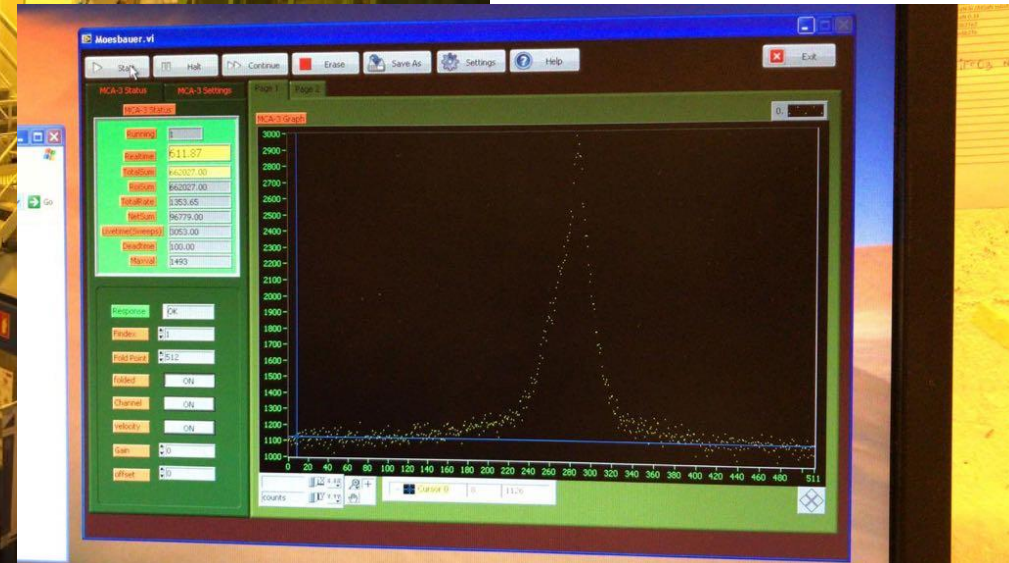 Moesbauer.vi
Start Halt Continue Erase Save As Settings Help Exit
MCA-3 Status MCA-3 Settings Page 1 Page 2
MCA-3 Status
MCA-3 Graph
0.
Running 1
Realtime 611.87
TotalSum 662027.00
RoiSum 662027.00
TotalRate 1353.65
NetSum 96779.00
Livetime(Sweeps) 3053.00
Deadtime 100.00
Maxval 1493
Response OK
Findex 1
Fold Point 512
folded ON
Channel ON
velocity ON
Gain 0
offset 0
3000
2900
2800
2700
2600
2500
2400
2300
2200
2100
2000
1900
1800
1700
1600
1500
1400
1300
1200
1100
1000
0 20 40 60 80 100 120 140 160 180 200 220 240 260 280 300 320 340 360 380 400 420 440 460 480 511
counts
Cursor 0 0 1126
Go